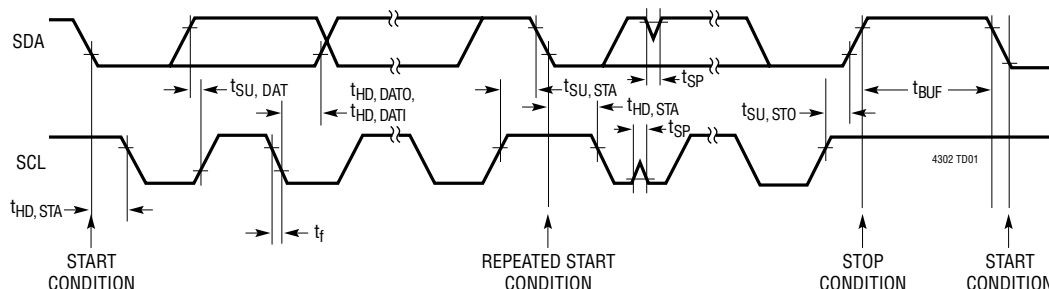 SDA
tSU, DAT
tHD, DATO,
tHD, DATI
tSU, STA
tHD, STA
tSP
tSP
tSU, STO
tBUF
SCL
4302 TD01
tHD, STA
tf
START
CONDITION
REPEATED START
CONDITION
STOP
CONDITION
START
CONDITION